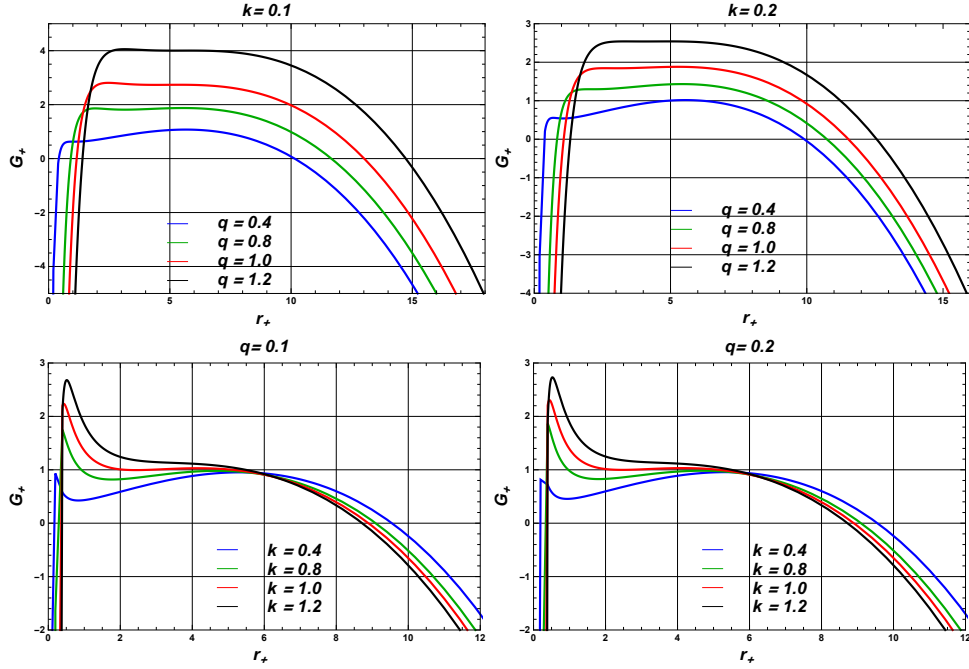 k = 0.1
G₊
4
2
0
-2
-4
q = 0.4
q = 0.8
q = 1.0
q = 1.2
0 5 10 15
r₊
k = 0.2
G₊
3
2
1
0
-1
-2
-3
-4
q = 0.4
q = 0.8
q = 1.0
q = 1.2
0 5 10 15
r₊
q = 0.1
G₊
3
2
1
0
-1
-2
k = 0.4
k = 0.8
k = 1.0
k = 1.2
0 2 4 6 8 10 12
r₊
q = 0.2
G₊
3
2
1
0
-1
-2
k = 0.4
k = 0.8
k = 1.0
k = 1.2
0 2 4 6 8 10 12
r₊